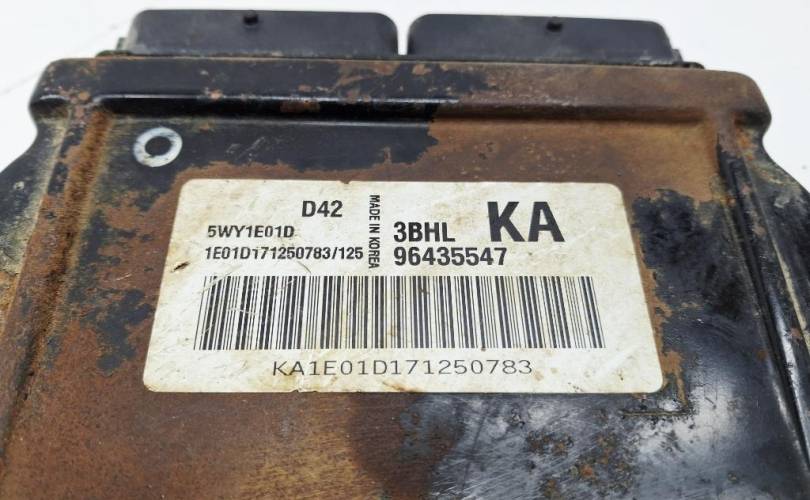 D42
MADE IN KOREA
5WY1E01D
3BHL KA
1E01D171250783/125
96435547
KA1E01D171250783